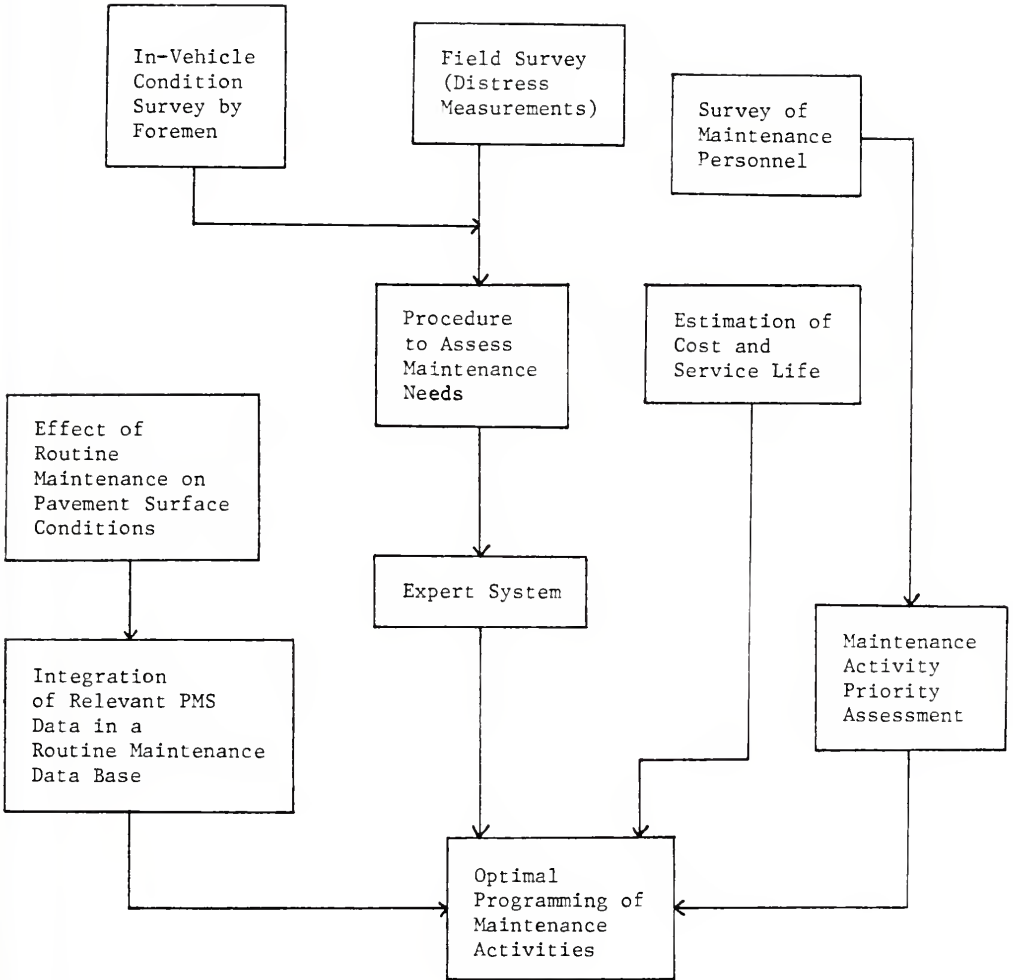 In-Vehicle
Condition
Survey by
Foremen
Field Survey
(Distress
Measurements)
Survey of
Maintenance
Personnel
Procedure
to Assess
Maintenance
Needs
Estimation of
Cost and
Service Life
Effect of
Routine
Maintenance on
Pavement Surface
Conditions
Expert System
Integration
of Relevant PMS
Data in a
Routine Maintenance
Data Base
Maintenance
Activity
Priority
Assessment
Optimal
Programming of
Maintenance
Activities